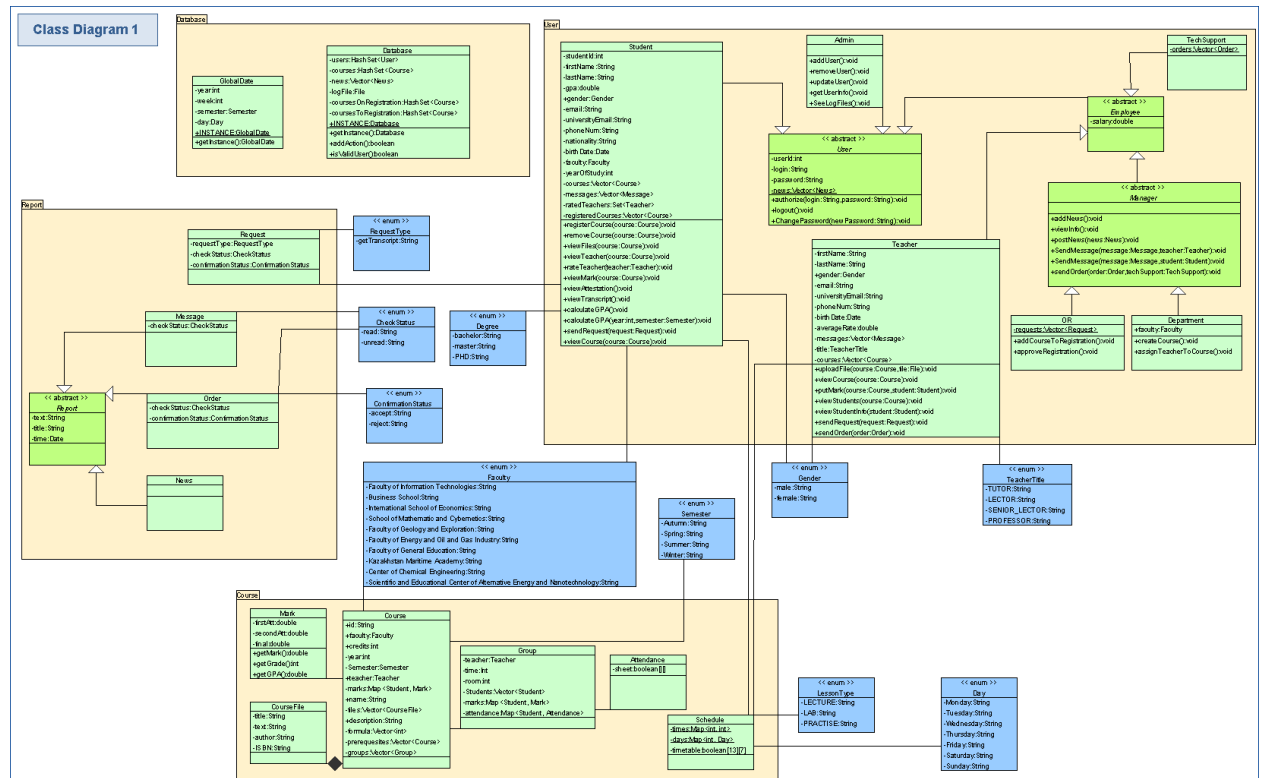 Class Diagram 1
Database
GlobalDate
-year:int
-week:int
-semester:Semester
-day:Day
+INSTANCE:GlobalDate
+getInstance():GlobalDate
Database
-users:HashSet<User>
-courses:HashSet<Course>
-news:Vector<News>
-logFile:File
-coursesOnRegistration:HashSet<Course>
-coursesToRegistration:HashSet<Course>
+INSTANCE:Database
+getInstance():Database
+addAction():boolean
+isValidUser():boolean
User
Student
-studentId:int
-firstName:String
-lastName:String
-gpa:double
+gender:Gender
-email:String
-universityEmail:String
-phoneNum:String
-nationality:String
-birthDate:Date
-faculty:Faculty
-yearOfStudy:int
-courses:Vector<Course>
-messages:Vector<Message>
-ratedTeachers:Set<Teacher>
-registeredCourses:Vector<Course>
+registerCourse(course:Course):void
+removeCourse(course:Course):void
+viewFiles(course:Course):void
+viewTeacher(course:Course):void
+rateTeacher(teacher:Teacher):void
+viewMark(course:Course):void
+viewAttestation():void
+viewTranscript():void
+calculateGPA():void
+calculateGPA(year:int,semester:Semester):void
+sendRequest(request:Request):void
+viewCourse(course:Course):void
Admin
+addUser():void
+removeUser():void
+updateUser():void
+getUserInfo():void
+SeeLogFiles():void
TechSupport
-orders:Vector<Order>
<< abstract >>
Employee
-salary:double
<< abstract >>
User
-userId:int
-login:String
-password:String
-news:Vector<News>
+authorize(login:String,password:String):void
+logout():void
+ChangePassword(newPassword:String):void
<< abstract >>
Manager
+addNews():void
+viewInfo():void
+postNews(news:News):void
+SendMessage(message:Message,teacher:Teacher):void
+SendMessage(message:Message,student:Student):void
+sendOrder(order:Order,techSupport:TechSupport):void
Teacher
-firstName:String
-lastName:String
+gender:Gender
-email:String
-universityEmail:String
-phoneNum:String
-birthDate:Date
-averageRate:double
-messages:Vector<Message>
-title:TeacherTitle
-courses:Vector<Course>
+uploadFile(course:Course,file:File):void
+viewCourse(course:Course):void
+putMark(course:Course,student:Student):void
+viewStudents(course:Course):void
+viewStudentInfo(student:Student):void
+sendRequest(request:Request):void
+sendOrder(order:Order):void
OR
-requests:Vector<Request>
+addCourseToRegistration():void
+approveRegistration():void
Department
+faculty:Faculty
+createCourse():void
+assignTeacherToCourse():void
Report
Request
-requestType:RequestType
-checkStatus:CheckStatus
-confirmationStatus:ConfirmationStatus
<< enum >>
RequestType
-getTranscript:String
Message
-checkStatus:CheckStatus
<< enum >>
CheckStatus
-read:String
-unread:String
<< enum >>
Degree
-bachelor:String
-master:String
-PHD:String
<< abstract >>
Report
-text:String
-title:String
-time:Date
Order
-checkStatus:CheckStatus
-confirmationStatus:ConfirmationStatus
<< enum >>
ConfirmationStatus
-accept:String
-reject:String
News
<< enum >>
Faculty
-Faculty of Information Technologies:String
-Business School:String
-International School of Economics:String
-School of Mathematic and Cybernetics:String
-Faculty of Geology and Exploration:String
-Faculty of Energy and Oil and Gas Industry:String
-Faculty of General Education:String
-Kazakhstan Maritime Academy:String
-Center of Chemical Engineering:String
-Scientific and Educational Center of Alternative Energy and Nanotechnology:String
<< enum >>
Semester
-Autumn:String
-Spring:String
-Summer:String
-Winter:String
<< enum >>
Gender
-male:String
-female:String
<< enum >>
TeacherTitle
-TUTOR:String
-LECTOR:String
-SENIOR_LECTOR:String
-PROFESSOR:String
Course
Mark
-firstAtt:double
-secondAtt:double
-final:double
+getMark():double
+getGrade():int
+getGPA():double
CourseFile
-title:String
-text:String
-author:String
-ISBN:String
Course
+id:String
+faculty:Faculty
+credits:int
-year:int
-Semester:Semester
+teacher:Teacher
-marks:Map<Student, Mark>
+name:String
-files:Vector<CourseFile>
+description:String
-formula:Vector<int>
-prerequesites:Vector<Course>
-groups:Vector<Group>
Group
-teacher:Teacher
-time:int
-room:int
-Students:Vector<Student>
-marks:Map<Student, Mark>
-attendance:Map<Student, Attendance>
Attendance
-sheet:boolean[][]
Schedule
-times:Map<int, int>
-days:Map<int, Day>
-timetable:boolean[13][7]
<< enum >>
LessonType
-LECTURE:String
-LAB:String
-PRACTISE:String
<< enum >>
Day
-Monday:String
-Tuesday:String
-Wednesday:String
-Thursday:String
-Friday:String
-Saturday:String
-Sunday:String